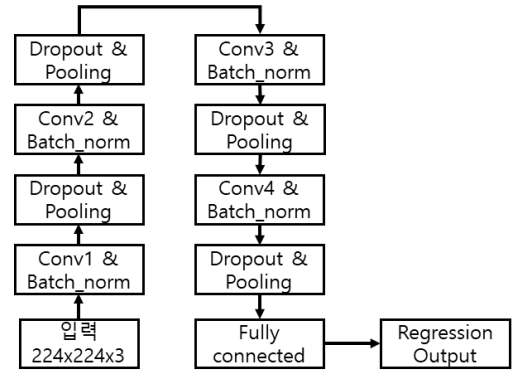 입력
224x224x3
Conv1 &
Batch_norm
Dropout &
Pooling
Conv2 &
Batch_norm
Dropout &
Pooling
Conv3 &
Batch_norm
Dropout &
Pooling
Conv4 &
Batch_norm
Dropout &
Pooling
Fully
connected
Regression
Output